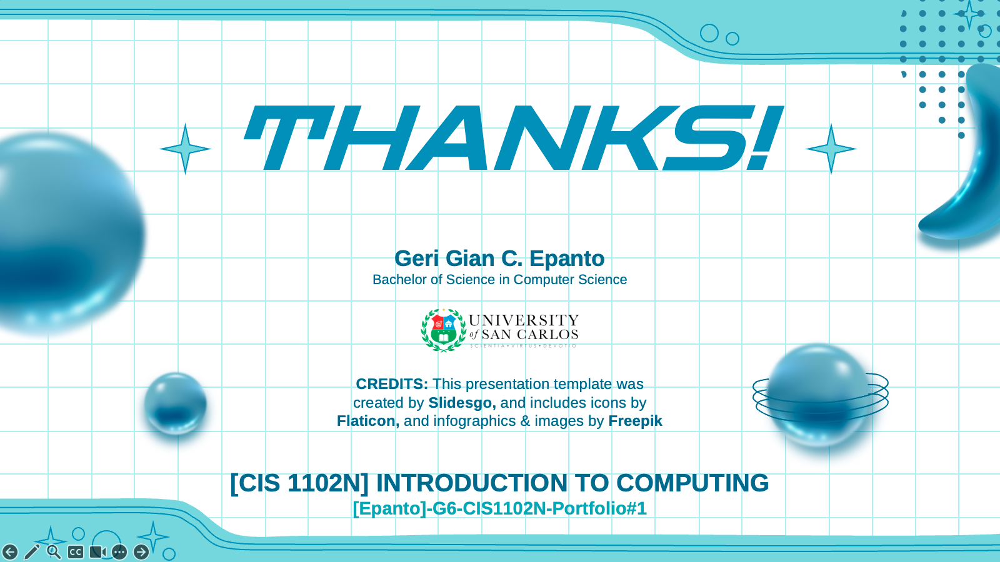 THANKS!
Geri Gian C. Epanto
Bachelor of Science in Computer Science
UNIVERSITY
of SAN CARLOS
SCIENTIA • VIRTUS • DEVOTIO
CREDITS: This presentation template was
created by Slidesgo, and includes icons by
Flaticon, and infographics & images by Freepik
[CIS 1102N] INTRODUCTION TO COMPUTING
[Epanto]-G6-CIS1102N-Portfolio#1
CC